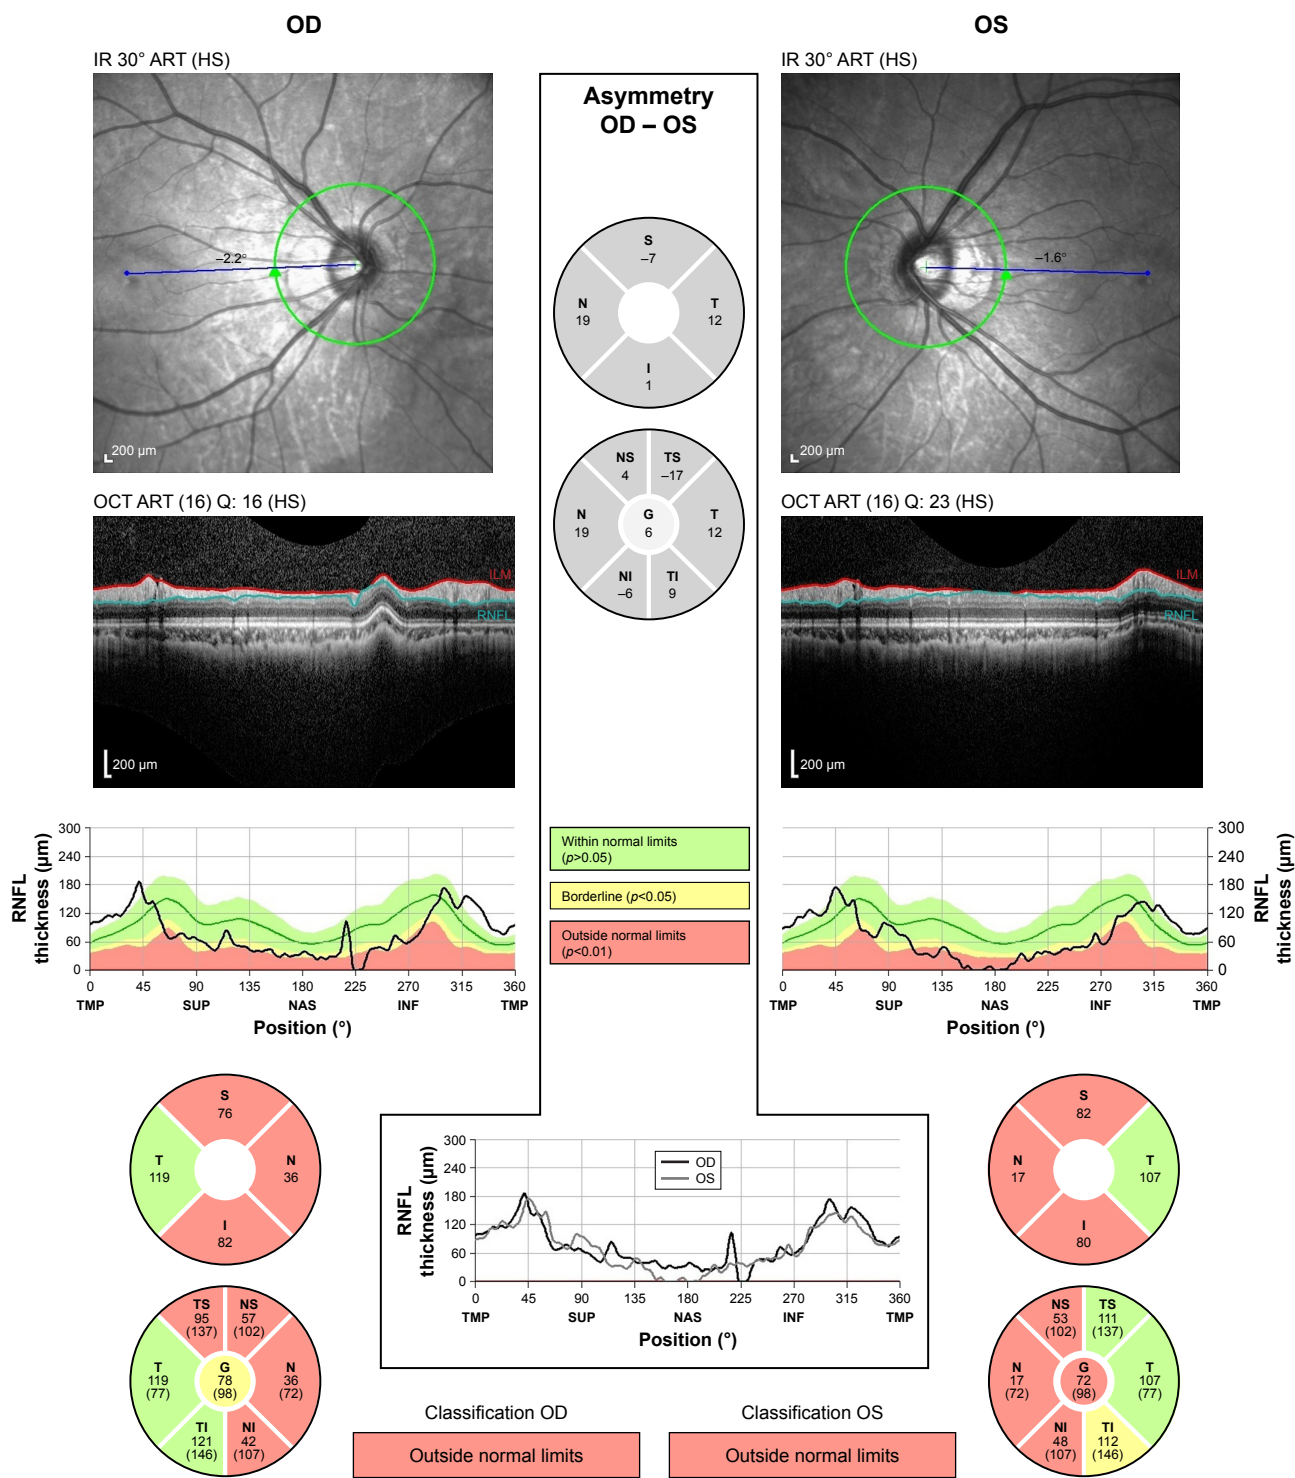 OD
OS
IR 30° ART (HS)
IR 30° ART (HS)
Asymmetry
OD – OS
–2.2°
–1.6°
200 µm
200 µm
S
–7
N
19
T
12
I
1
NS
4
TS
–17
N
19
G
6
T
12
NI
–6
TI
9
OCT ART (16) Q: 16 (HS)
OCT ART (16) Q: 23 (HS)
ILM
RNFL
200 µm
ILM
RNFL
200 µm
RNFL
thickness (µm)
300
240
180
120
60
0
0 45 90 135 180 225 270 315 360
TMP SUP NAS INF TMP
Position (°)
Within normal limits
(p>0.05)
Borderline (p<0.05)
Outside normal limits
(p<0.01)
300
240
180
120
60
0
RNFL
thickness (µm)
0 45 90 135 180 225 270 315 360
TMP SUP NAS INF TMP
Position (°)
S
76
T
119
N
36
I
82
S
82
N
17
T
107
I
80
RNFL
thickness (µm)
300
240
180
120
60
0
OD
OS
0 45 90 135 180 225 270 315 360
TMP SUP NAS INF TMP
Position (°)
TS
95
(137)
NS
57
(102)
T
119
(77)
G
78
(98)
N
36
(72)
TI
121
(146)
NI
42
(107)
NS
53
(102)
TS
111
(137)
N
17
(72)
G
72
(98)
T
107
(77)
NI
48
(107)
TI
112
(146)
Classification OD
Outside normal limits
Classification OS
Outside normal limits